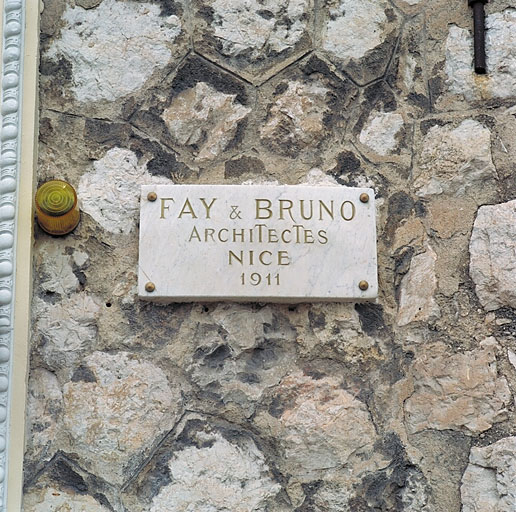 FAY & BRUNO
ARCHITECTES
NICE
1911